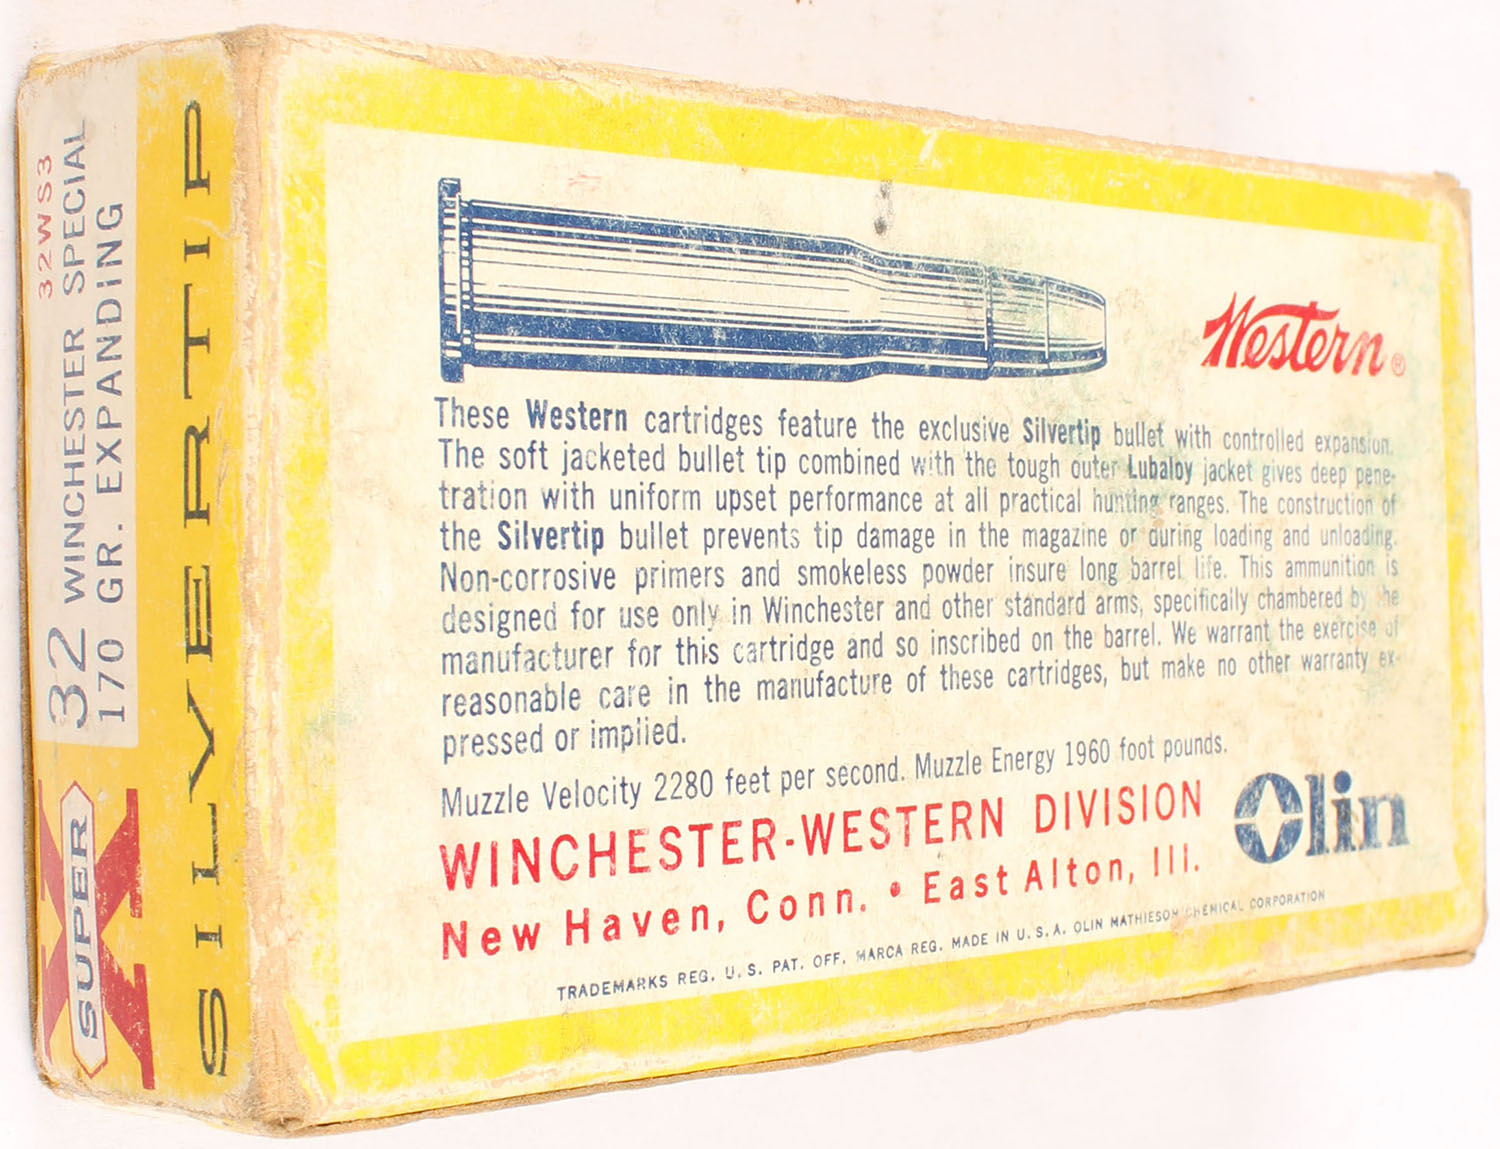 32WS3
32 WINCHESTER SPECIAL
170 GR. EXPANDING
SUPER
X
SILVERTIP
Western ®
These Western cartridges feature the exclusive Silvertip bullet with controlled expansion.
The soft jacketed bullet tip combined with the tough outer Lubaloy jacket gives deep pene-
tration with uniform upset performance at all practical hunting ranges. The construction of
the Silvertip bullet prevents tip damage in the magazine or during loading and unloading.
Non-corrosive primers and smokeless powder insure long barrel life. This ammunition is
designed for use only in Winchester and other standard arms, specifically chambered by the
manufacturer for this cartridge and so inscribed on the barrel. We warrant the exercise of
reasonable care in the manufacture of these cartridges, but make no other warranty ex-
pressed or implied.
Muzzle Velocity 2280 feet per second. Muzzle Energy 1960 foot pounds.
WINCHESTER-WESTERN DIVISION
New Haven, Conn. • East Alton, Ill.
Olin
TRADEMARKS REG. U.S. PAT. OFF. MARCA REG. MADE IN U.S.A. OLIN MATHIESON CHEMICAL CORPORATION